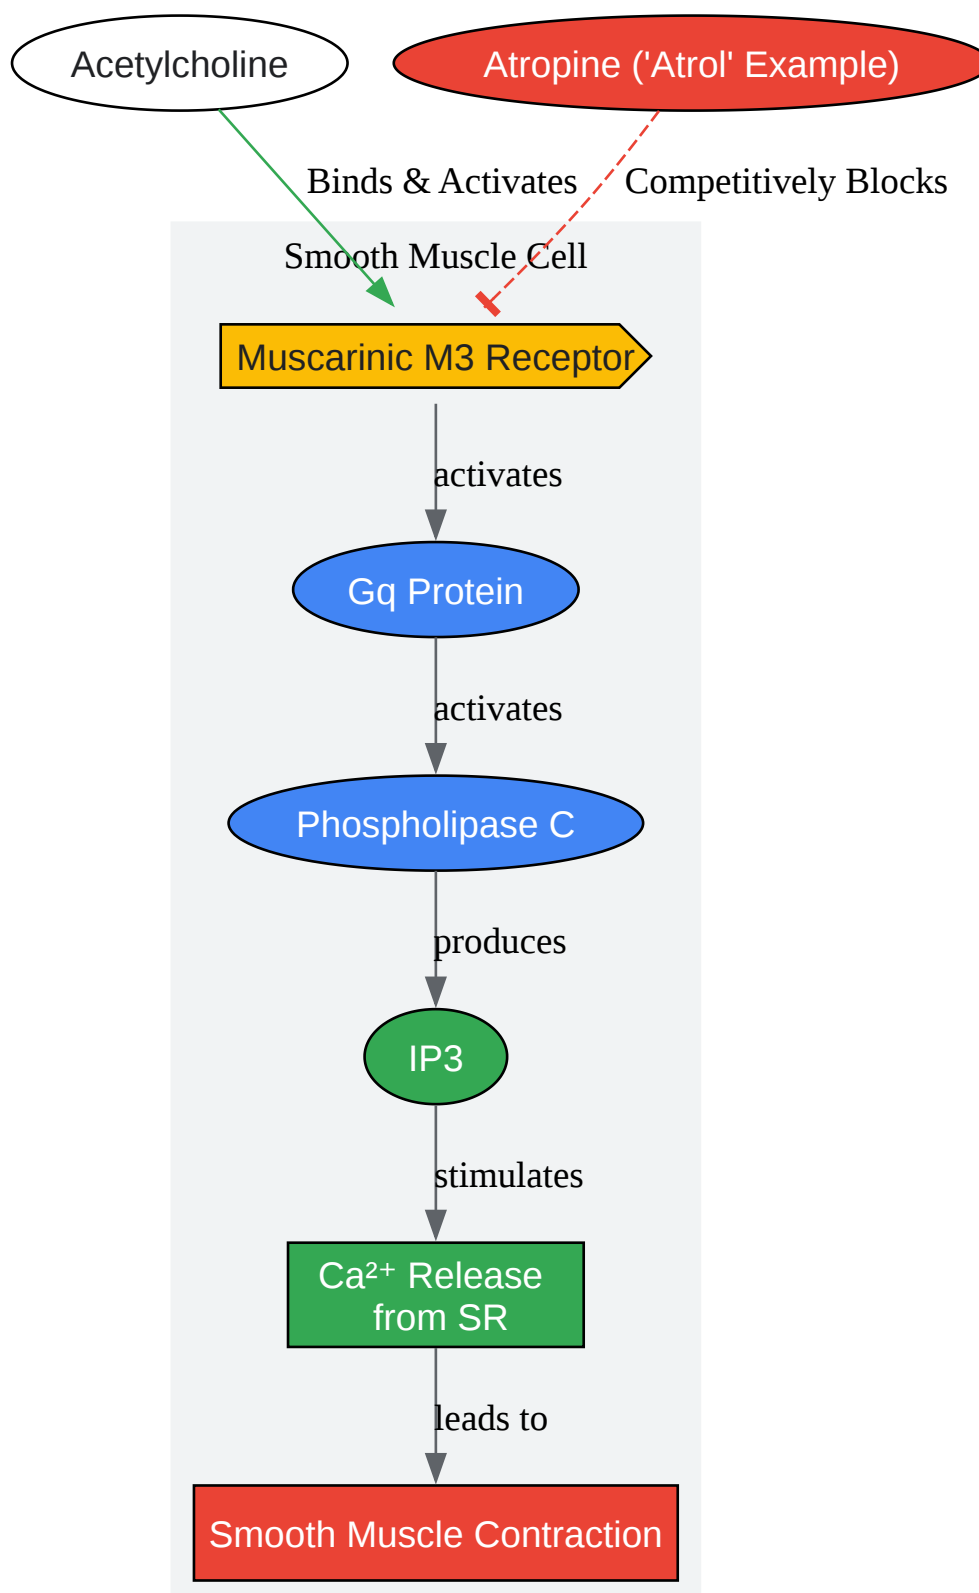 Acetylcholine
Atropine ('Atrol' Example)
Binds & Activates
Competitively Blocks
Smooth Muscle Cell
Muscarinic M3 Receptor
activates
Gq Protein
activates
Phospholipase C
produces
IP3
stimulates
Ca²⁺ Release
from SR
leads to
Smooth Muscle Contraction